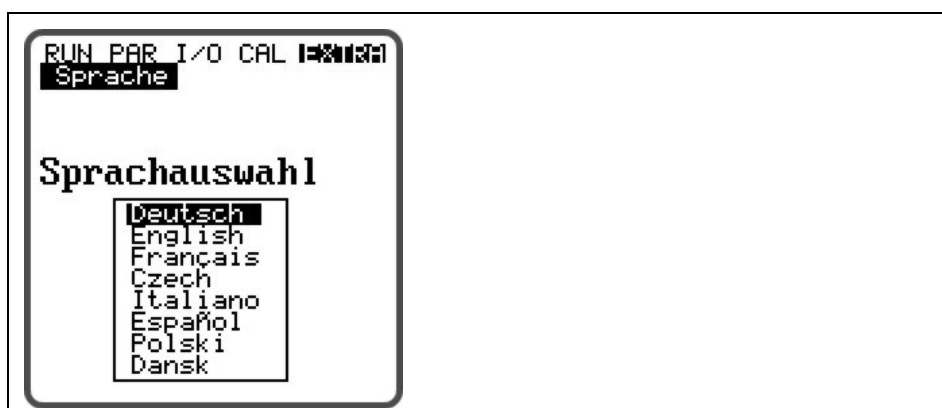 RUN PAR I/O CAL EXTRA
Sprache
Sprachauswahl
Deutsch
English
Français
Czech
Italiano
Español
Polski
Dansk